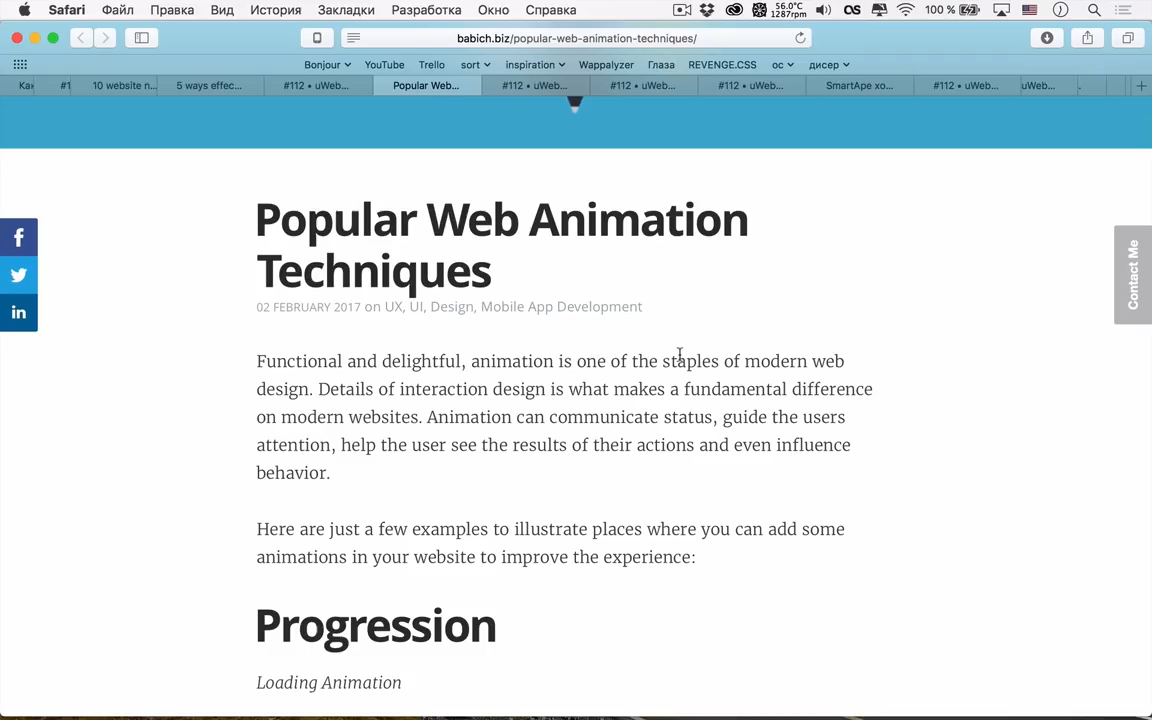 Safari Файл Правка Вид История Закладки Разработка Окно Справка 56.0°C 1287rpm 100 %
babich.biz/popular-web-animation-techniques/
Bonjour YouTube Trello sort inspiration Wappalyzer Глаза REVENGE.CSS ос дисер
Как #1 10 website n... 5 ways effec... #112 • uWeb... Popular Web... #112 • uWeb... #112 • uWeb... #112 • uWeb... SmartApe хо... #112 • uWeb... uWeb...
Popular Web Animation
Techniques
02 FEBRUARY 2017 on UX, UI, Design, Mobile App Development
Contact Me
Functional and delightful, animation is one of the staples of modern web
design. Details of interaction design is what makes a fundamental difference
on modern websites. Animation can communicate status, guide the users
attention, help the user see the results of their actions and even influence
behavior.
Here are just a few examples to illustrate places where you can add some
animations in your website to improve the experience:
Progression
Loading Animation